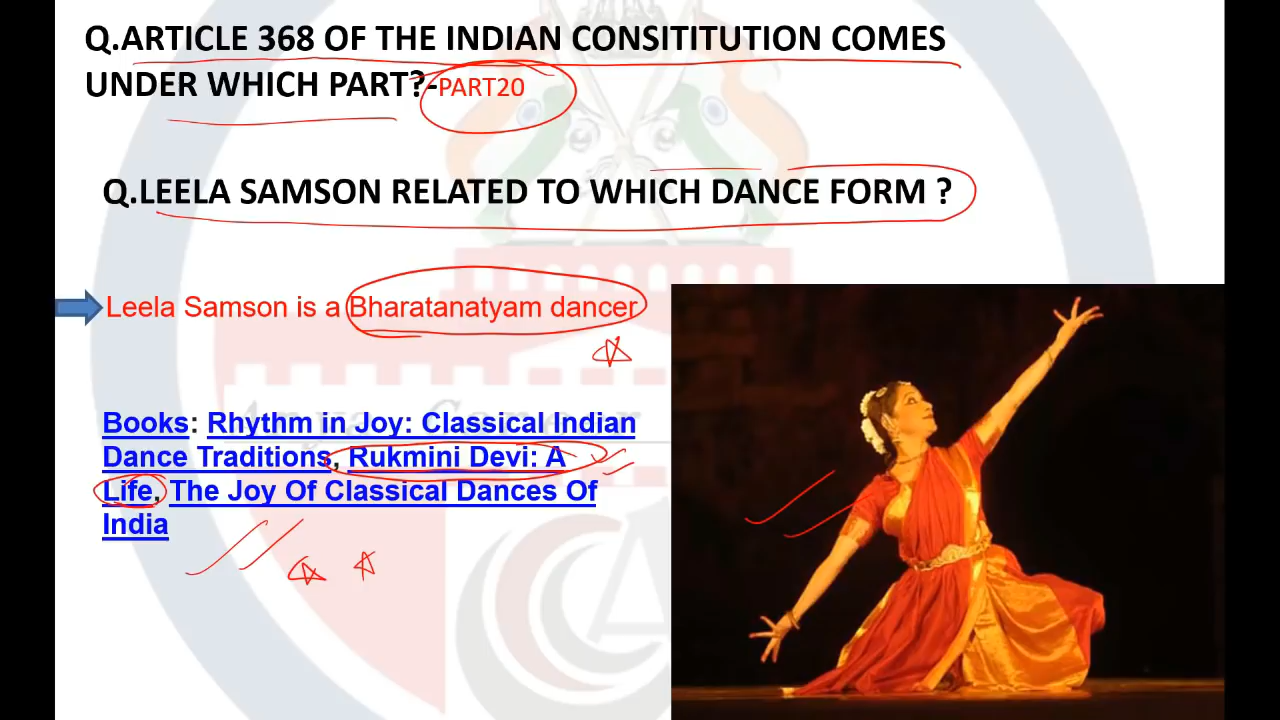 Q.ARTICLE 368 OF THE INDIAN CONSITITUTION COMES
UNDER WHICH PART?-PART20
Q.LEELA SAMSON RELATED TO WHICH DANCE FORM ?
Leela Samson is a Bharatanatyam dancer
Books: Rhythm in Joy: Classical Indian
Dance Traditions, Rukmini Devi: A
Life, The Joy Of Classical Dances Of
India